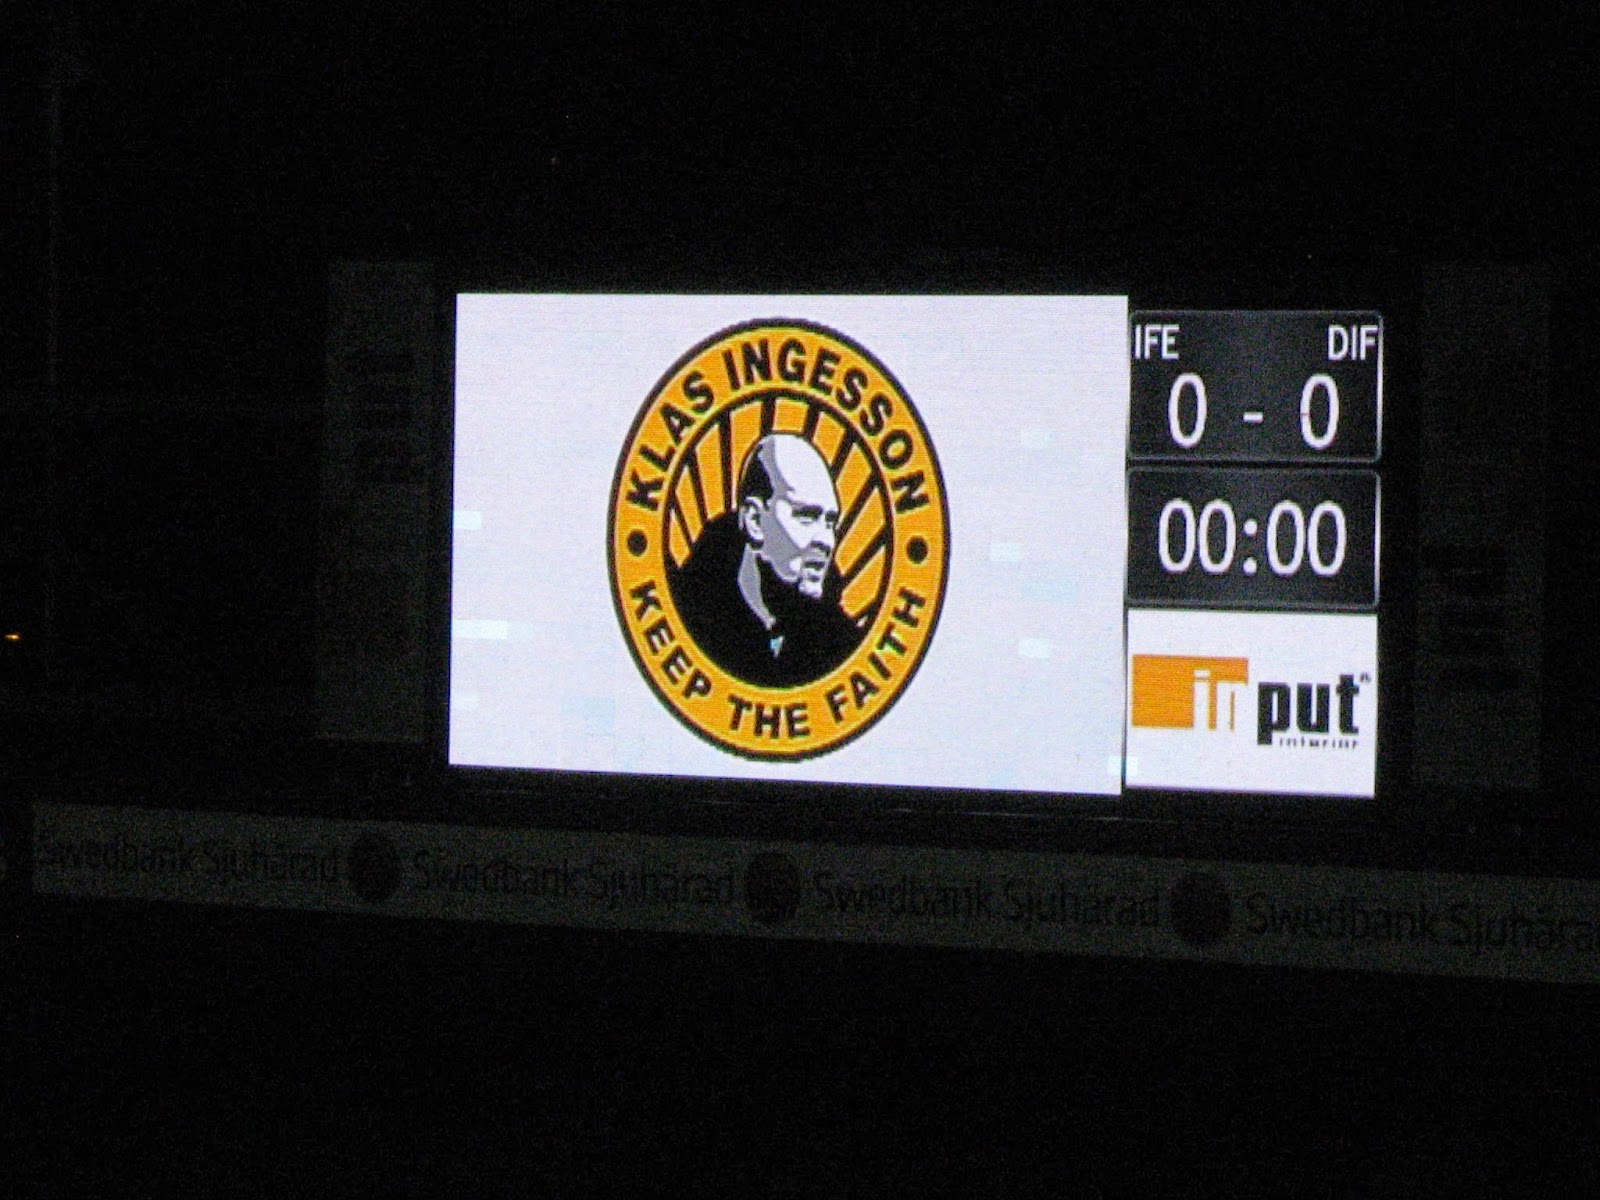 KLAS INGESSON
KEEP THE FAITH
IFE DIF
0 - 0
00:00
input
interior
Swedbank Sjuhärad Swedbank Sjuhärad Swedbank Sjuhärad Swedbank